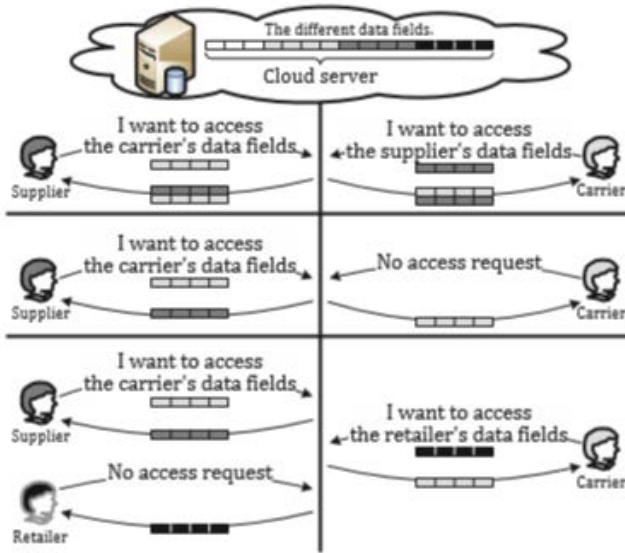 The different data fields.
Cloud server
I want to access
the carrier's data fields
Supplier
I want to access
the supplier's data fields
Carrier
I want to access
the carrier's data fields
Supplier
No access request
Carrier
I want to access
the carrier's data fields
Supplier
No access request
Retailer
I want to access
the retailer's data fields
Carrier